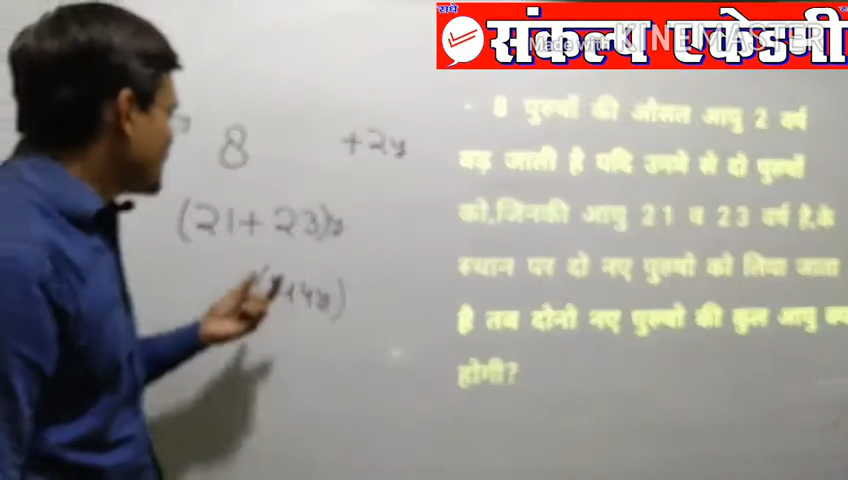 राधे
संकल्प एकेडमी
Made with KINEMASTER
8 +2y
(21+23)y
+4y)
- 8 पुरुषों की औसत आयु 2 वर्ष
बढ़ जाती है यदि उनमे से दो पुरुषों
को,जिनकी आयु 21 व 23 वर्ष है,के
स्थान पर दो नए पुरुषो को लिया जाता
है तब दोनो नए पुरुषो की कुल आयु क्य
होगी?